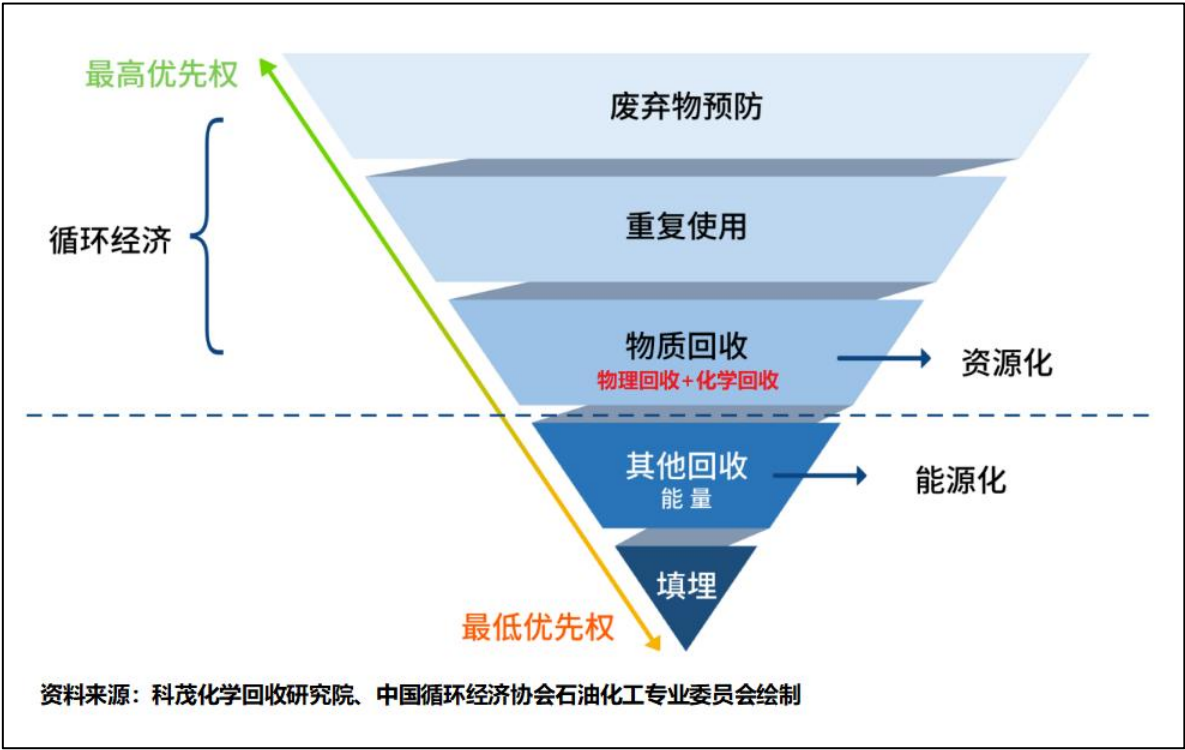 最高优先权
废弃物预防
循环经济
重复使用
物质回收
物理回收+化学回收
资源化
其他回收
能量
能源化
填埋
最低优先权
资料来源：科茂化学回收研究院、中国循环经济协会石油化工专业委员会绘制